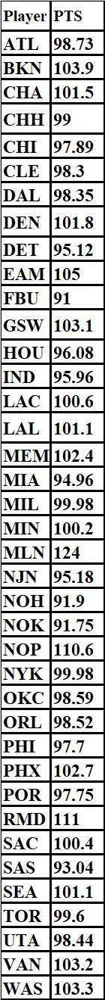 Player PTS
ATL 98.73
BKN 103.9
CHA 101.5
CHH 99
CHI 97.89
CLE 98.3
DAL 98.35
DEN 101.8
DET 95.12
EAM 105
FBU 91
GSW 103.1
HOU 96.08
IND 95.96
LAC 100.6
LAL 101.1
MEM 102.4
MIA 94.96
MIL 99.98
MIN 100.2
MLN 124
NJN 95.18
NOH 91.9
NOK 91.75
NOP 110.6
NYK 99.98
OKC 98.59
ORL 98.52
PHI 97.7
PHX 102.7
POR 97.75
RMD 111
SAC 100.4
SAS 93.04
SEA 101.1
TOR 99.6
UTA 98.44
VAN 103.2
WAS 103.3